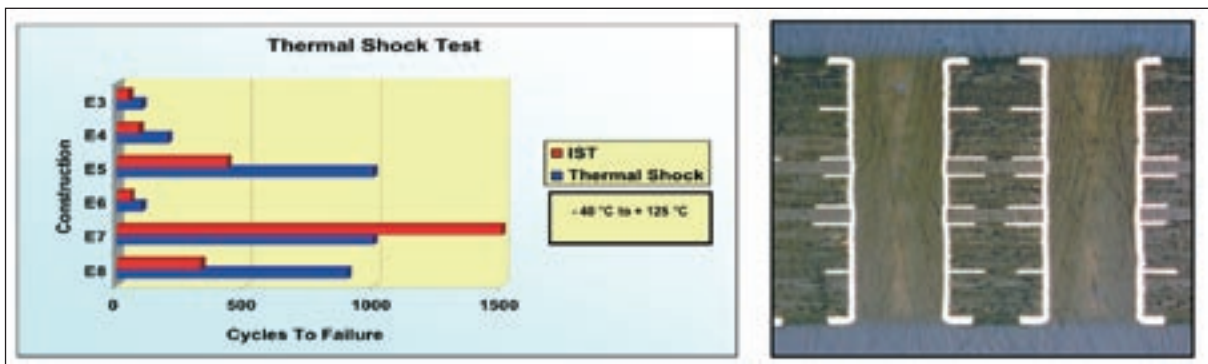 Thermal Shock Test
Construction
E3
E4
E5
E6
E7
E8
0 500 1000 1500
Cycles To Failure
IST
Thermal Shock
- 40 °C to + 125 °C